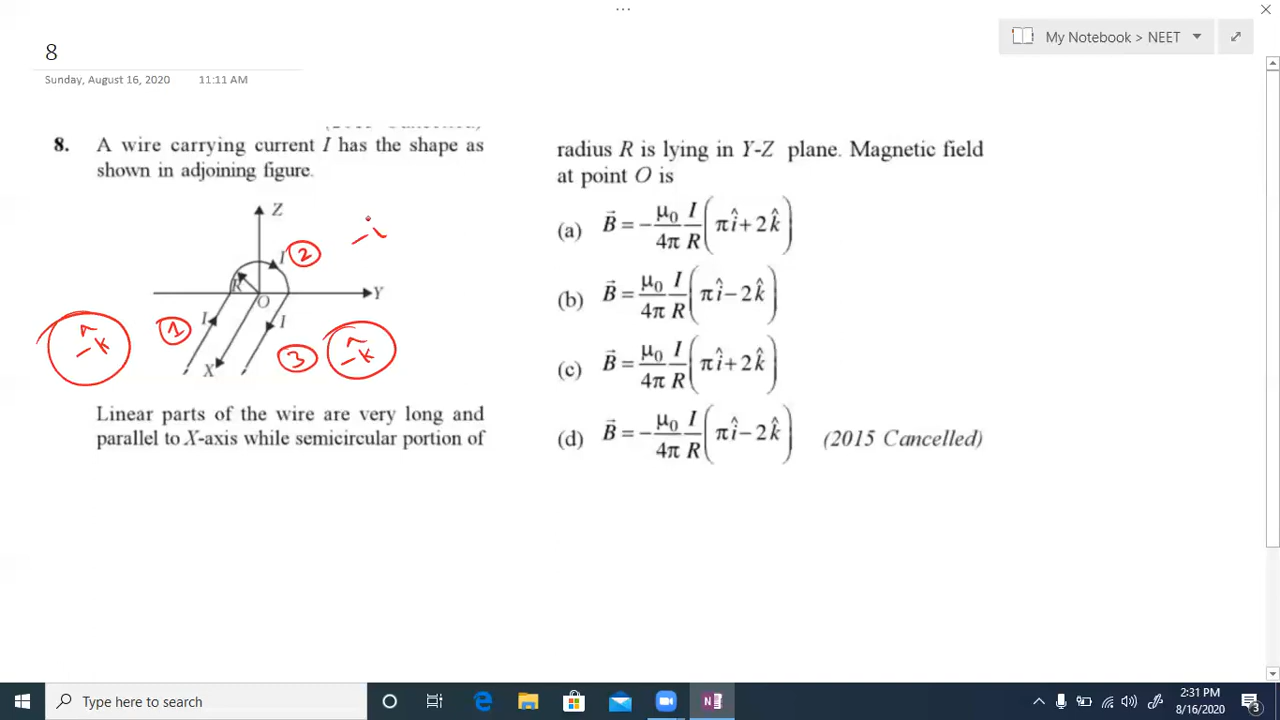 ...
8
My Notebook > NEET
Sunday, August 16, 2020 11:11 AM
(2015 Cancelled)
8. A wire carrying current I has the shape as
shown in adjoining figure.
Z
I
②
-i
R
O
Y
-k̂
①
I
I
③
-k̂
X
Linear parts of the wire are very long and
parallel to X-axis while semicircular portion of
radius R is lying in Y-Z plane. Magnetic field
at point O is
(a) B⃗ = -μ₀/4π I/R (πî + 2k̂)
(b) B⃗ = μ₀/4π I/R (πî - 2k̂)
(c) B⃗ = μ₀/4π I/R (πî + 2k̂)
(d) B⃗ = -μ₀/4π I/R (πî - 2k̂) (2015 Cancelled)
Type here to search
2:31 PM
8/16/2020
3